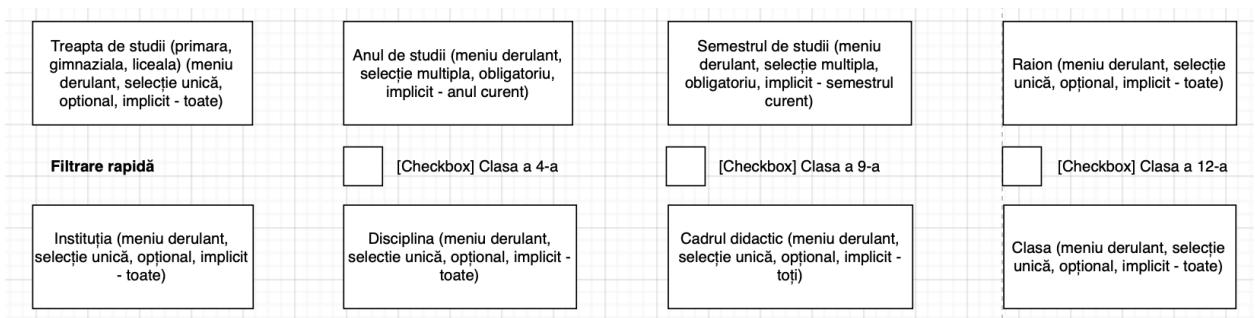 Treapta de studii (primara,
gimnaziala, liceala) (meniu
derulant, selecție unică,
optional, implicit - toate)
Anul de studii (meniu derulant,
selecție multipla, obligatoriu,
implicit - anul curent)
Semestrul de studii (meniu
derulant, selecție multipla,
obligatoriu, implicit - semestrul
curent)
Raion (meniu derulant, selecție
unică, opțional, implicit - toate)
Filtrare rapidă
[Checkbox] Clasa a 4-a
[Checkbox] Clasa a 9-a
[Checkbox] Clasa a 12-a
Instituția (meniu derulant,
selecție unică, opțional, implicit
- toate)
Disciplina (meniu derulant,
selectie unică, opțional, implicit -
toate)
Cadrul didactic (meniu derulant,
selecție unică, opțional, implicit -
toți)
Clasa (meniu derulant, selecție
unică, opțional, implicit - toate)